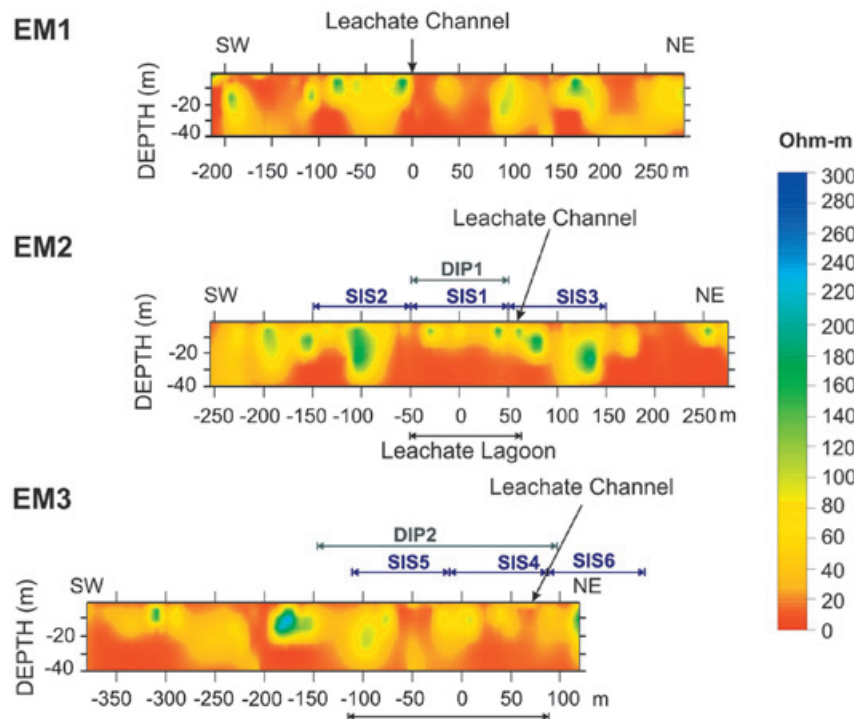 EM1
Leachate Channel
SW
NE
DEPTH (m)
-20
-40
-200 -150 -100 -50 0 50 100 150 200 250 m
Ohm-m
300
280
260
240
220
200
180
160
140
120
100
80
60
40
20
0
EM2
Leachate Channel
DIP1
SW
SIS2
SIS1
SIS3
NE
DEPTH (m)
-20
-40
-250 -200 -150 -100 -50 0 50 100 150 200 250 m
Leachate Lagoon
EM3
Leachate Channel
DIP2
SIS5
SIS4
SIS6
SW
NE
DEPTH (m)
-20
-40
-350 -300 -250 -200 -150 -100 -50 0 50 100 m